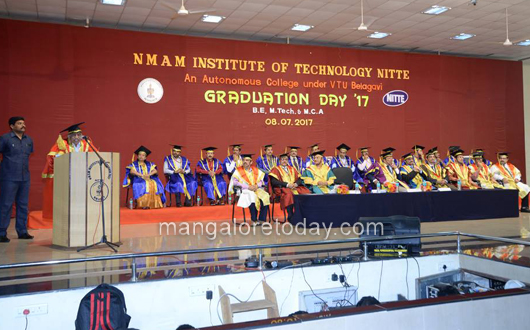 NMAM INSTITUTE OF TECHNOLOGY NITTE
An Autonomous College under VTU Belagavi
GRADUATION DAY '17
NITTE
B.E, M.Tech, & M.C.A
08.07.2017
mangaloretoday.com